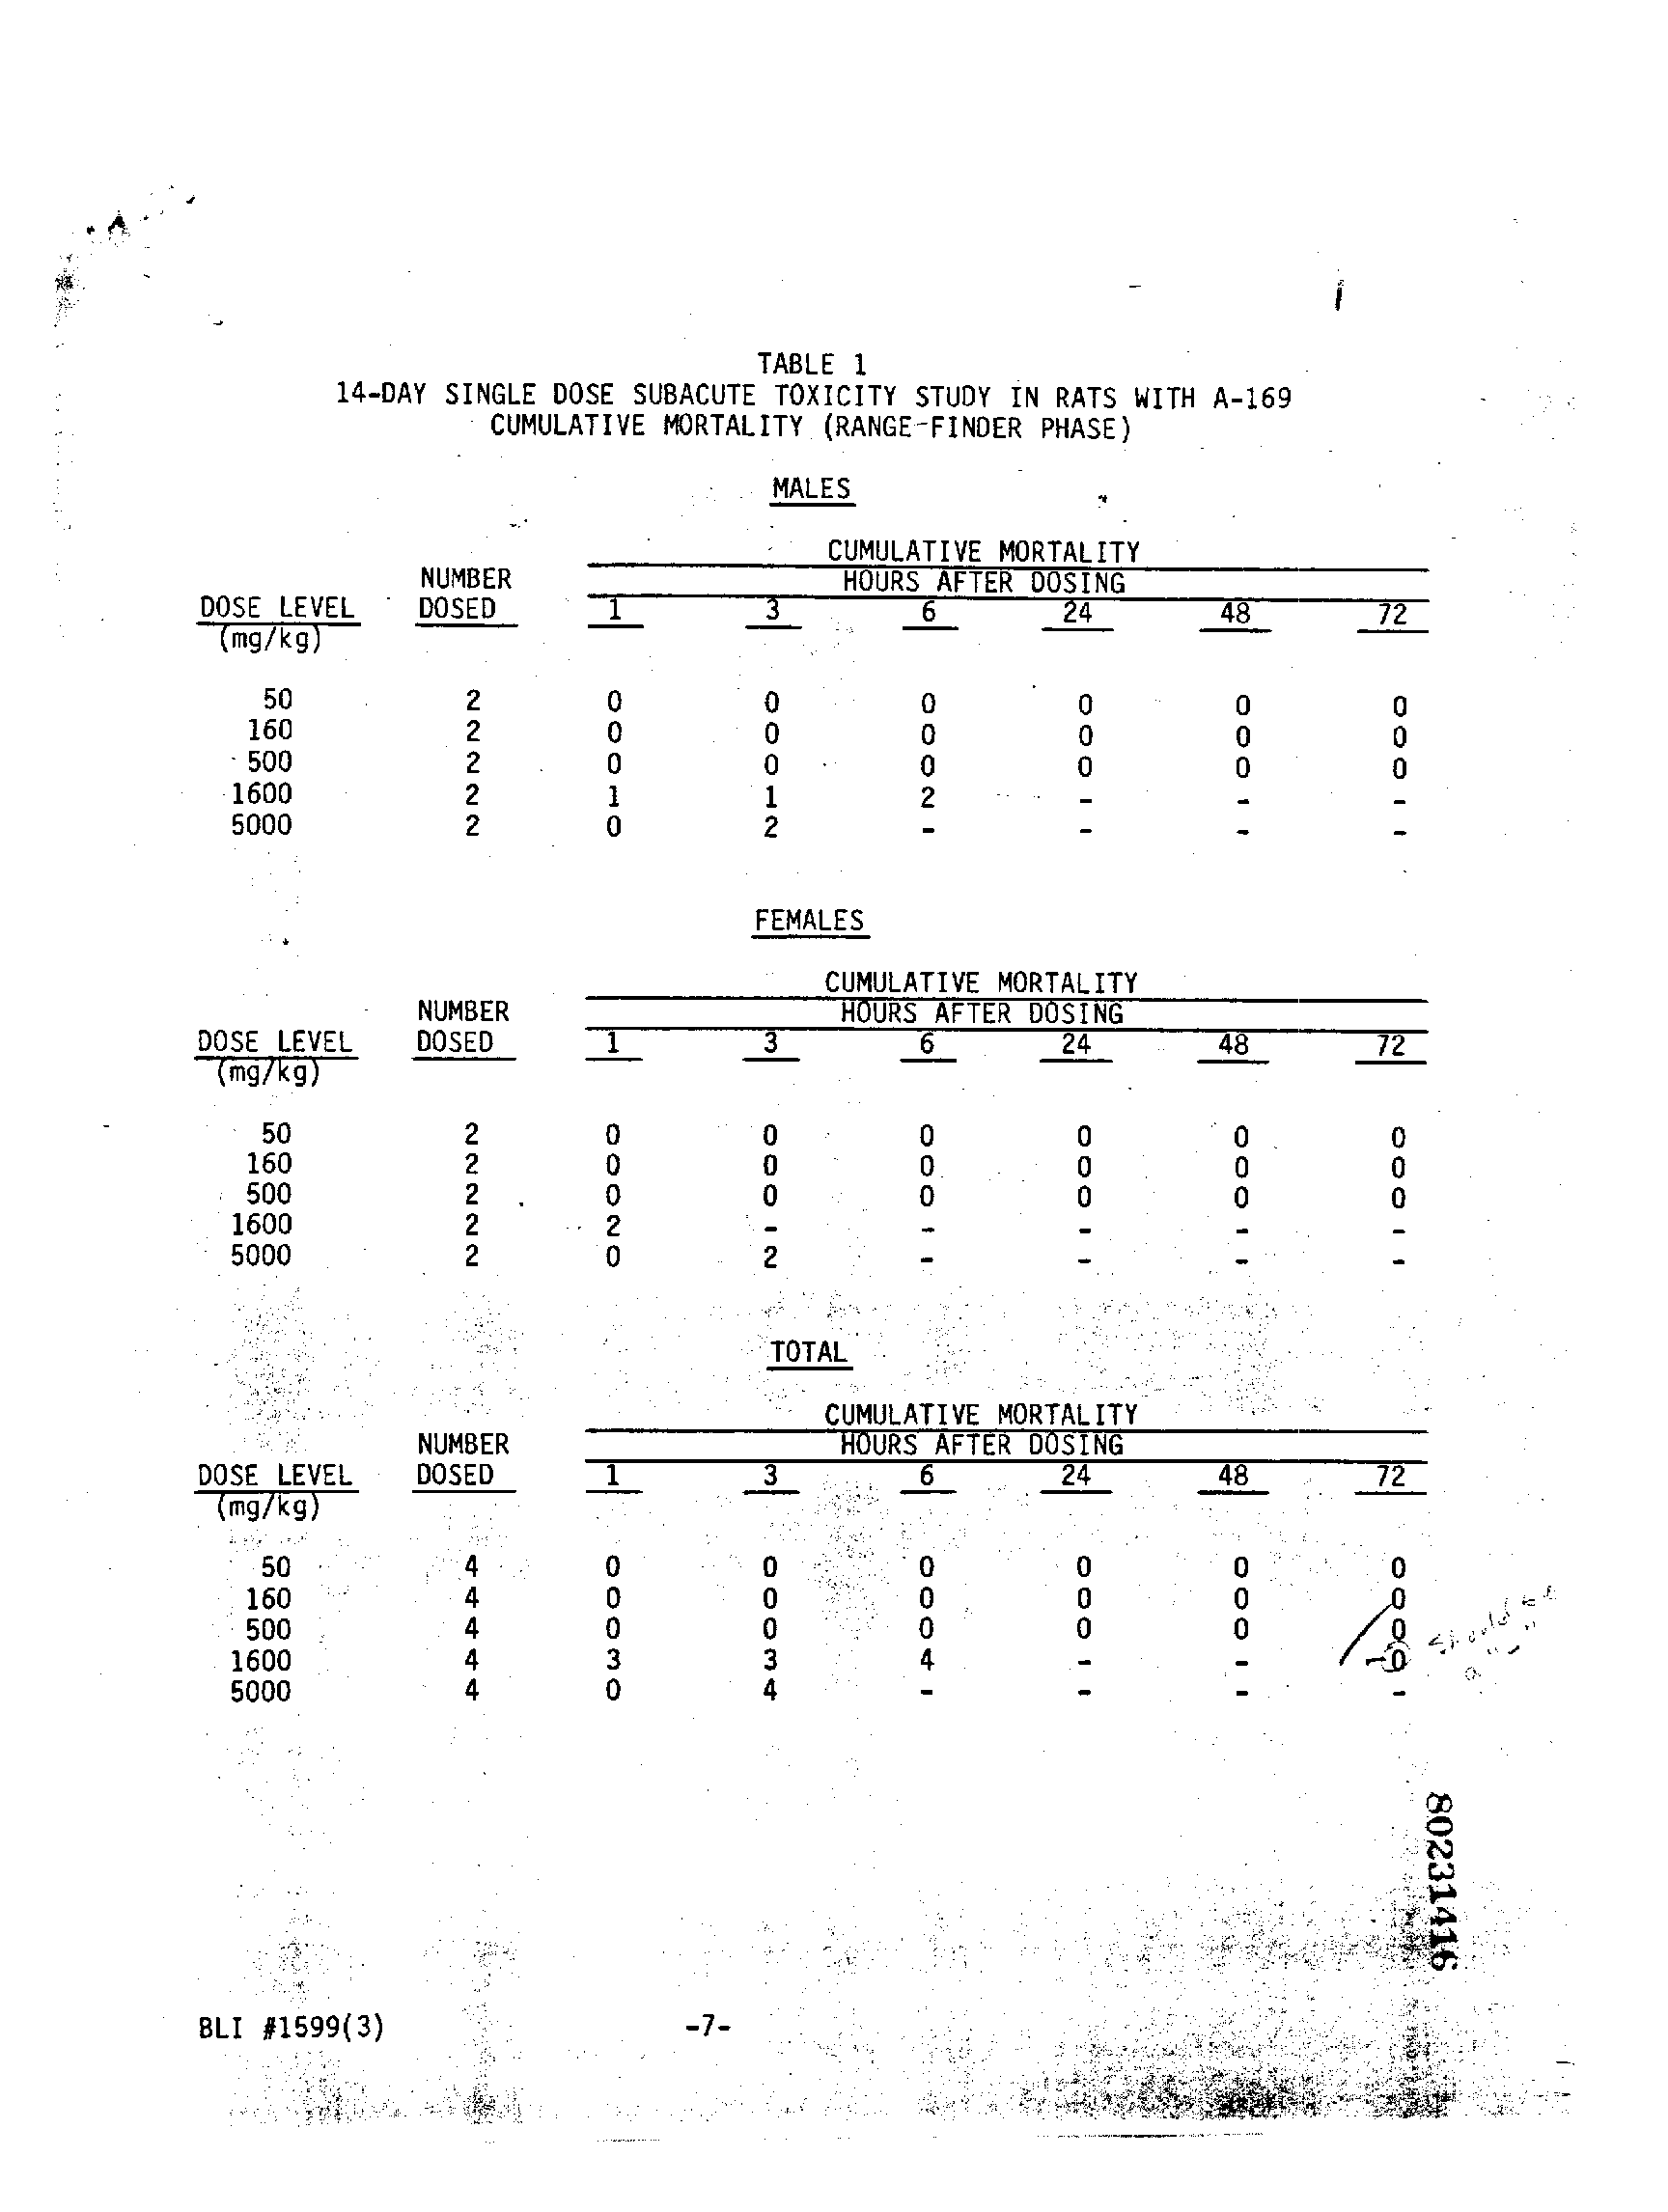 TABLE 1
14-DAY SINGLE DOSE SUBACUTE TOXICITY STUDY IN RATS WITH A-169
CUMULATIVE MORTALITY (RANGE-FINDER PHASE)
MALES
CUMULATIVE MORTALITY
NUMBER HOURS AFTER DOSING
DOSE LEVEL DOSED 1 3 6 24 48 72
(mg/kg)
50 2 0 0 0 0 0 0
160 2 0 0 0 0 0 0
500 2 0 0 0 0 0 0
1600 2 1 1 2 - - -
5000 2 0 2 - - - -
FEMALES
CUMULATIVE MORTALITY
NUMBER HOURS AFTER DOSING
DOSE LEVEL DOSED 1 3 6 24 48 72
(mg/kg)
50 2 0 0 0 0 0 0
160 2 0 0 0 0 0 0
500 2 0 0 0 0 0 0
1600 2 2 - - - - -
5000 2 0 2 - - - -
TOTAL
CUMULATIVE MORTALITY
NUMBER HOURS AFTER DOSING
DOSE LEVEL DOSED 1 3 6 24 48 72
(mg/kg)
50 4 0 0 0 0 0 0
160 4 0 0 0 0 0 0
500 4 0 0 0 0 0 0
1600 4 3 3 4 - - 0
5000 4 0 4 - - - -
should be
a "-"
80231416
BLI #1599(3) -7-